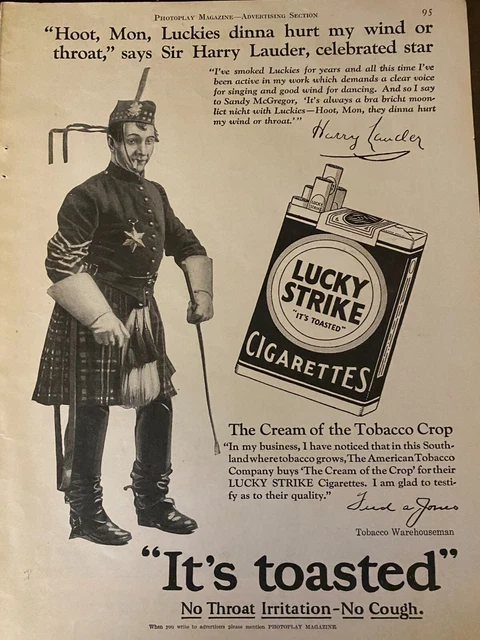 PHOTOPLAY MAGAZINE—ADVERTISING SECTION
95
"Hoot, Mon, Luckies dinna hurt my wind or
throat," says Sir Harry Lauder, celebrated star
"I've smoked Luckies for years and all this time I've
been active in my work which demands a clear voice
for singing and good wind for dancing. And so I say
to Sandy McGregor, 'It's always a bra bricht moon-
lict nicht with Luckies—Hoot, Mon, they dinna hurt
my wind or throat.'"
Harry Lauder
LUCKY
STRIKE
LUCKY
STRIKE
"IT'S TOASTED"
CIGARETTES
The Cream of the Tobacco Crop
"In my business, I have noticed that in this South-
land where tobacco grows, The American Tobacco
Company buys 'The Cream of the Crop' for their
LUCKY STRIKE Cigarettes. I am glad to testi-
fy as to their quality."
Fred a Jones
Tobacco Warehouseman
"It's toasted"
No Throat Irritation-No Cough.
When you write to advertisers please mention PHOTOPLAY MAGAZINE.